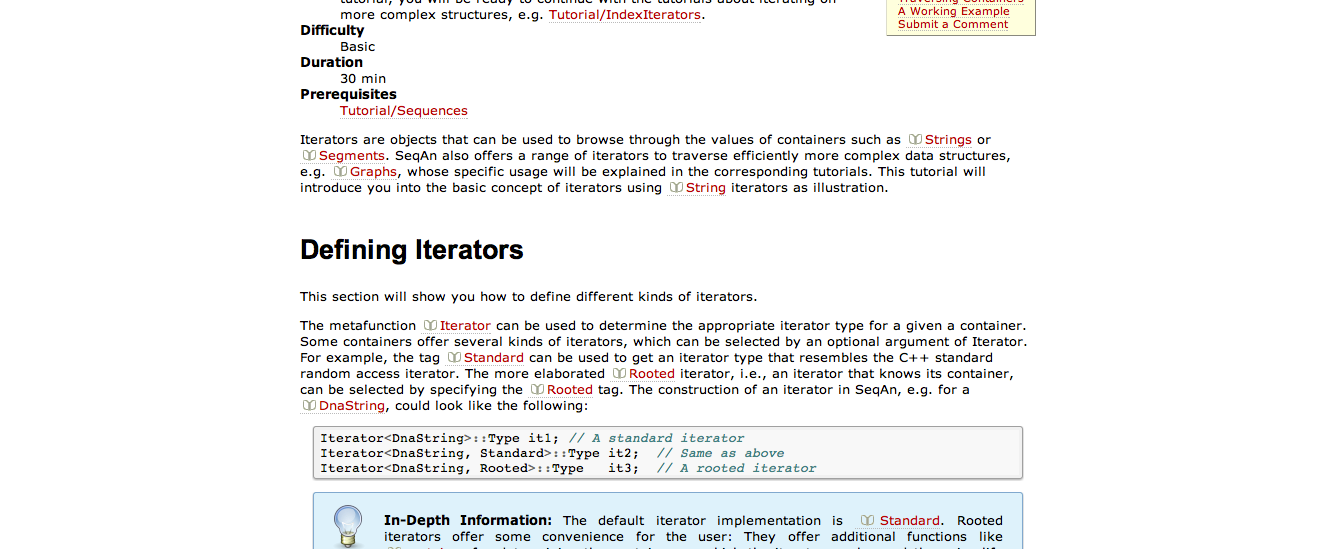 tutorial, you will be ready to continue with the tutorials about iterating on
more complex structures, e.g. Tutorial/IndexIterators.
Difficulty
Basic
Duration
30 min
Prerequisites
Tutorial/Sequences
Traversing Containers
A Working Example
Submit a Comment
Iterators are objects that can be used to browse through the values of containers such as Strings or
Segments. SeqAn also offers a range of iterators to traverse efficiently more complex data structures,
e.g. Graphs, whose specific usage will be explained in the corresponding tutorials. This tutorial will
introduce you into the basic concept of iterators using String iterators as illustration.
Defining Iterators
This section will show you how to define different kinds of iterators.
The metafunction Iterator can be used to determine the appropriate iterator type for a given a container.
Some containers offer several kinds of iterators, which can be selected by an optional argument of Iterator.
For example, the tag Standard can be used to get an iterator type that resembles the C++ standard
random access iterator. The more elaborated Rooted iterator, i.e., an iterator that knows its container,
can be selected by specifying the Rooted tag. The construction of an iterator in SeqAn, e.g. for a
DnaString, could look like the following:
Iterator<DnaString>::Type it1; // A standard iterator
Iterator<DnaString, Standard>::Type it2;  // Same as above
Iterator<DnaString, Rooted>::Type   it3;  // A rooted iterator
In-Depth Information: The default iterator implementation is Standard. Rooted
iterators offer some convenience for the user: They offer additional functions like